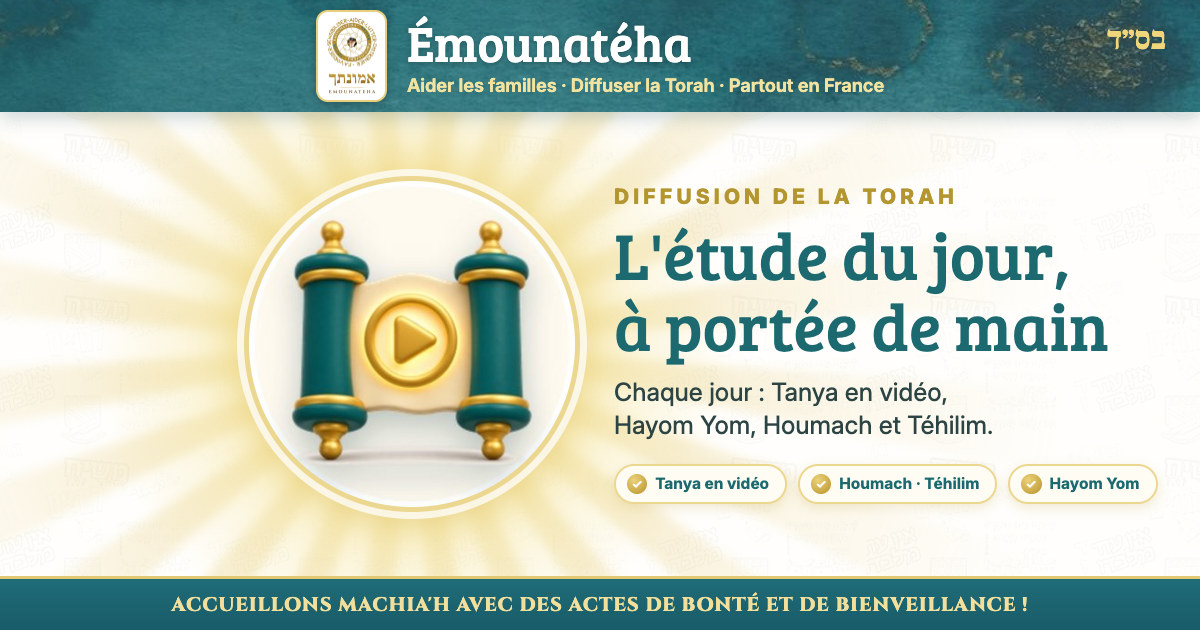 Émounatéha
Aider les familles · Diffuser la Torah · Partout en France
בס״ד
אמונתך
EMOUNATEHA
DIFFUSION DE LA TORAH
L'étude du jour,
à portée de main
Chaque jour : Tanya en vidéo,
Hayom Yom, Houmach et Téhilim.
Tanya en vidéo
Houmach · Téhilim
Hayom Yom
ACCUEILLONS MACHIA'H AVEC DES ACTES DE BONTÉ ET DE BIENVEILLANCE !